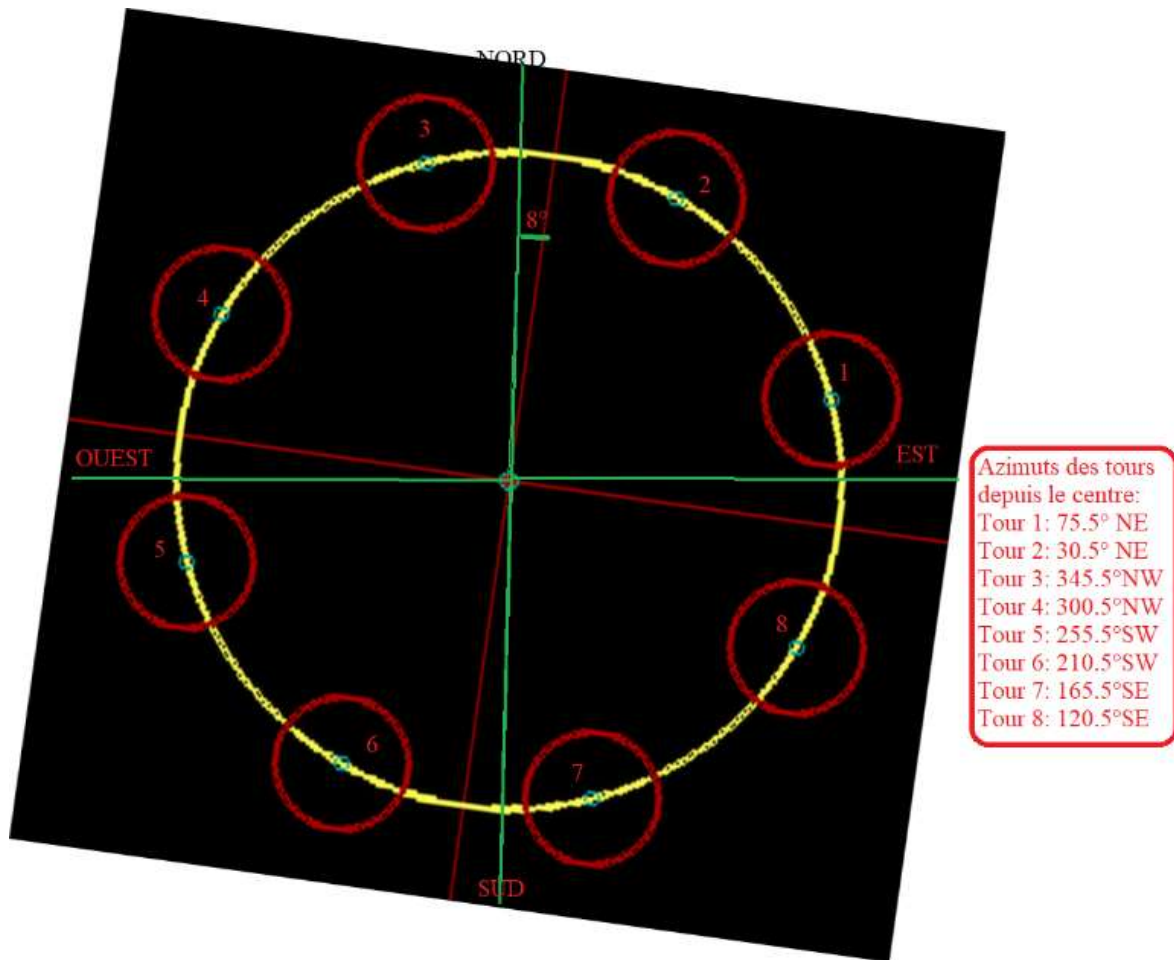 NORD
3
2
8°
4
1
OUEST
EST
5
8
6
7
SUD
Azimuts des tours
depuis le centre:
Tour 1: 75.5° NE
Tour 2: 30.5° NE
Tour 3: 345.5°NW
Tour 4: 300.5°NW
Tour 5: 255.5°SW
Tour 6: 210.5°SW
Tour 7: 165.5°SE
Tour 8: 120.5°SE